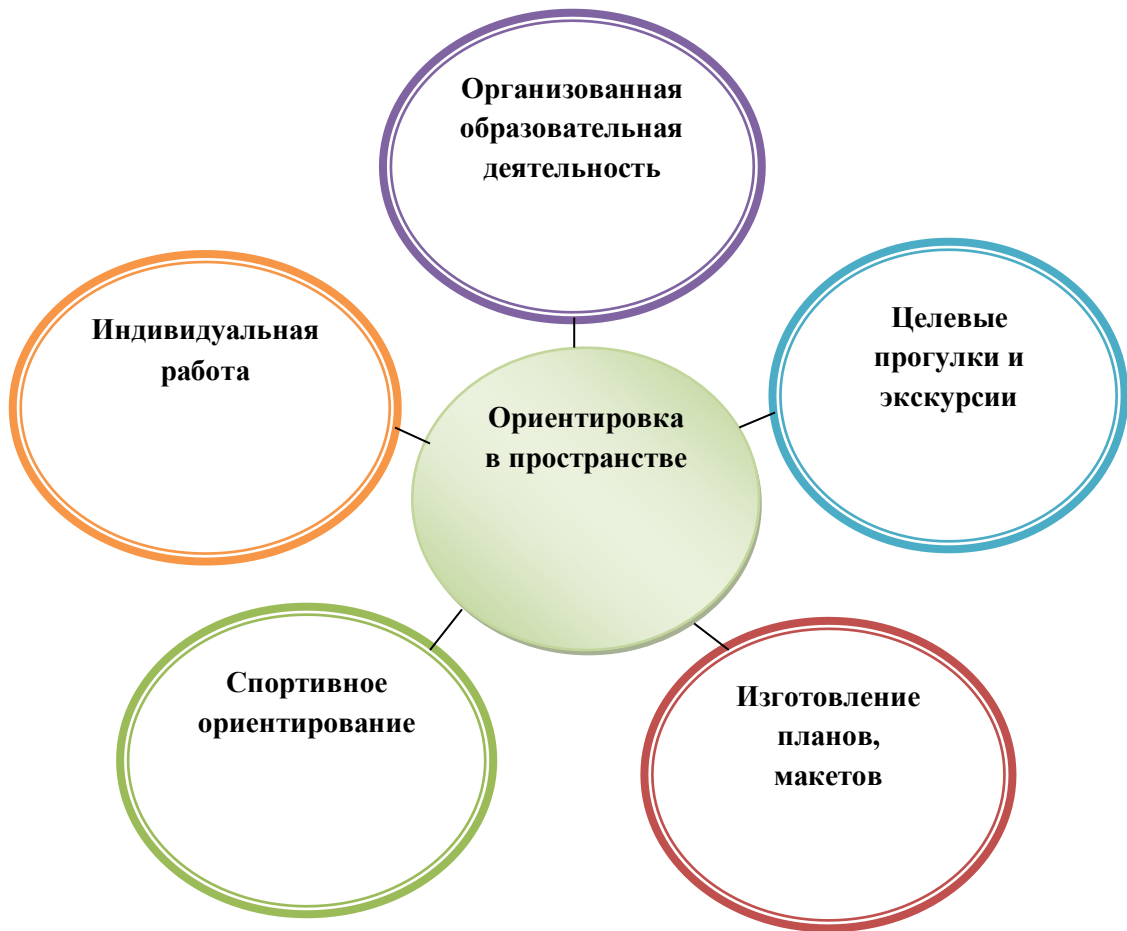 Организованная
образовательная
деятельность
Индивидуальная
работа
Целевые
прогулки и
экскурсии
Ориентировка
в пространстве
Спортивное
ориентирование
Изготовление
планов,
макетов